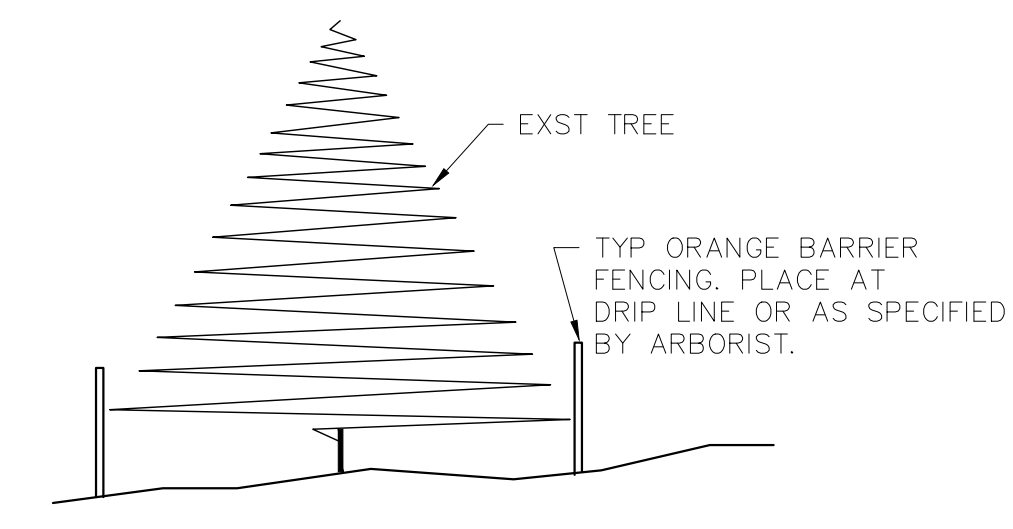 EXST TREE
TYP ORANGE BARRIER
FENCING. PLACE AT
DRIP LINE OR AS SPECIFIED
BY ARBORIST.